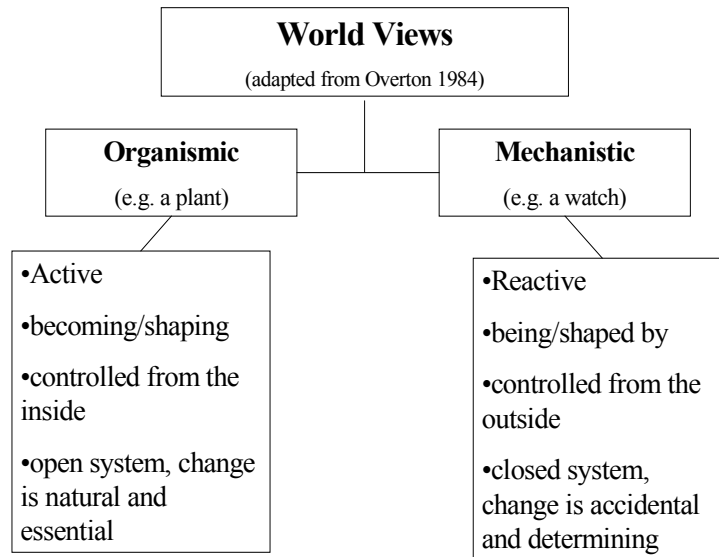 World Views
(adapted from Overton 1984)
Organismic
(e.g. a plant)
Mechanistic
(e.g. a watch)
•Active
•becoming/shaping
•controlled from the
inside
•open system, change
is natural and
essential
•Reactive
•being/shaped by
•controlled from the
outside
•closed system,
change is accidental
and determining